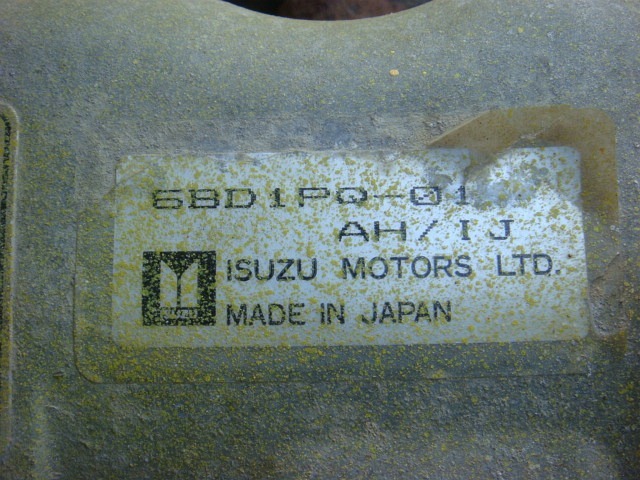 6BD1PQ-01
AH/IJ
ISUZU MOTORS LTD.
MADE IN JAPAN